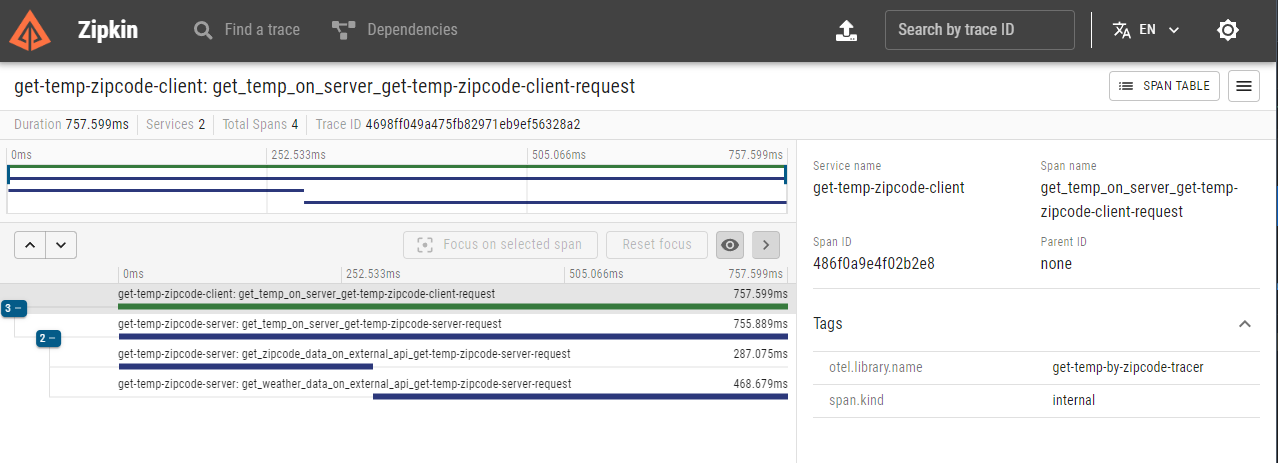 Zipkin
Find a trace
Dependencies
Search by trace ID
EN
get-temp-zipcode-client: get_temp_on_server_get-temp-zipcode-client-request
SPAN TABLE
Duration 757.599ms Services 2 Total Spans 4 Trace ID 4698ff049a475fb82971eb9ef56328a2
0ms 252.533ms 505.066ms 757.599ms
Focus on selected span
Reset focus
0ms 252.533ms 505.066ms 757.599ms
get-temp-zipcode-client: get_temp_on_server_get-temp-zipcode-client-request 757.599ms
3 −
get-temp-zipcode-server: get_temp_on_server_get-temp-zipcode-server-request 755.889ms
2 −
get-temp-zipcode-server: get_zipcode_data_on_external_api_get-temp-zipcode-server-request 287.075ms
get-temp-zipcode-server: get_weather_data_on_external_api_get-temp-zipcode-server-request 468.679ms
Service name
get-temp-zipcode-client
Span name
get_temp_on_server_get-temp-
zipcode-client-request
Span ID
486f0a9e4f02b2e8
Parent ID
none
Tags
otel.library.name get-temp-by-zipcode-tracer
span.kind internal